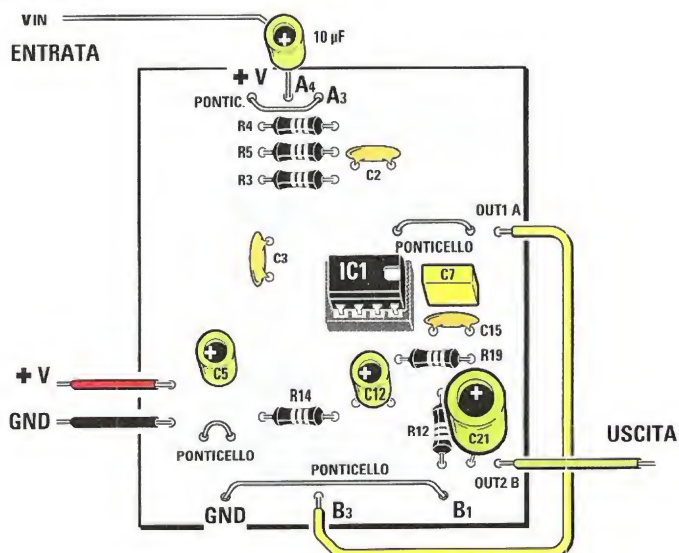 VIN
10 µF
ENTRATA
+ V
A4
A3
PONTIC.
R4
R5
C2
R3
OUT1 A
PONTICELLO
C3
IC1
C7
C15
R19
+ V
C5
C12
R14
GND
R12
C21
USCITA
PONTICELLO
OUT2 B
PONTICELLO
GND
B3
B1